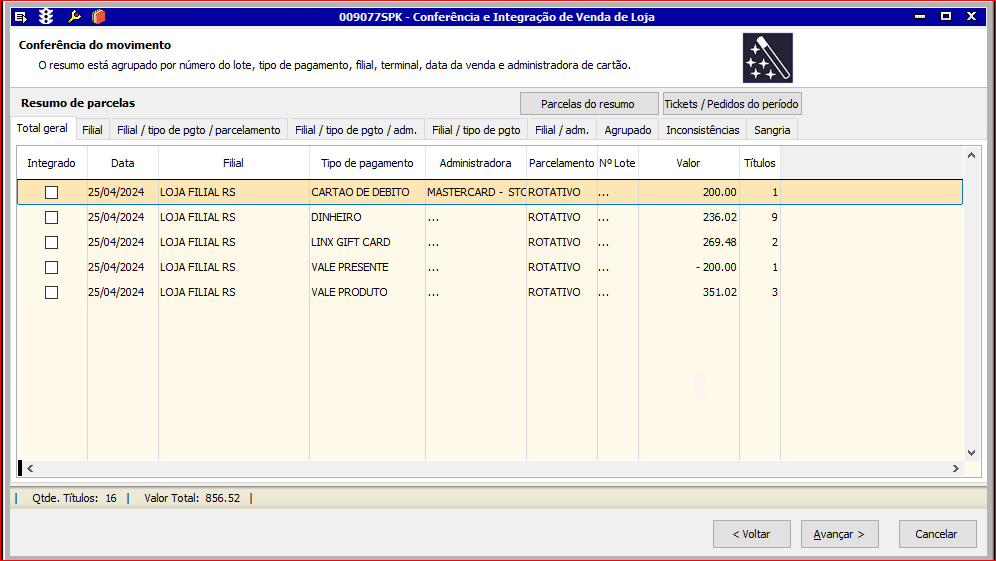 009077SPK - Conferência e Integração de Venda de Loja
Conferência do movimento
O resumo está agrupado por número do lote, tipo de pagamento, filial, terminal, data da venda e administradora de cartão.
Resumo de parcelas
Parcelas do resumo
Tickets / Pedidos do período
Total geral Filial Filial / tipo de pgto / parcelamento Filial / tipo de pgto / adm. Filial / tipo de pgto Filial / adm. Agrupado Inconsistências Sangria
Integrado Data Filial Tipo de pagamento Administradora Parcelamento Nº Lote Valor Títulos
25/04/2024 LOJA FILIAL RS CARTAO DE DEBITO MASTERCARD - STO ROTATIVO ... 200.00 1
25/04/2024 LOJA FILIAL RS DINHEIRO ... ROTATIVO ... 236.02 9
25/04/2024 LOJA FILIAL RS LINX GIFT CARD ... ROTATIVO ... 269.48 2
25/04/2024 LOJA FILIAL RS VALE PRESENTE ... ROTATIVO ... - 200.00 1
25/04/2024 LOJA FILIAL RS VALE PRODUTO ... ROTATIVO ... 351.02 3
| Qtde. Títulos: 16 | Valor Total: 856.52 |
< Voltar Avançar > Cancelar